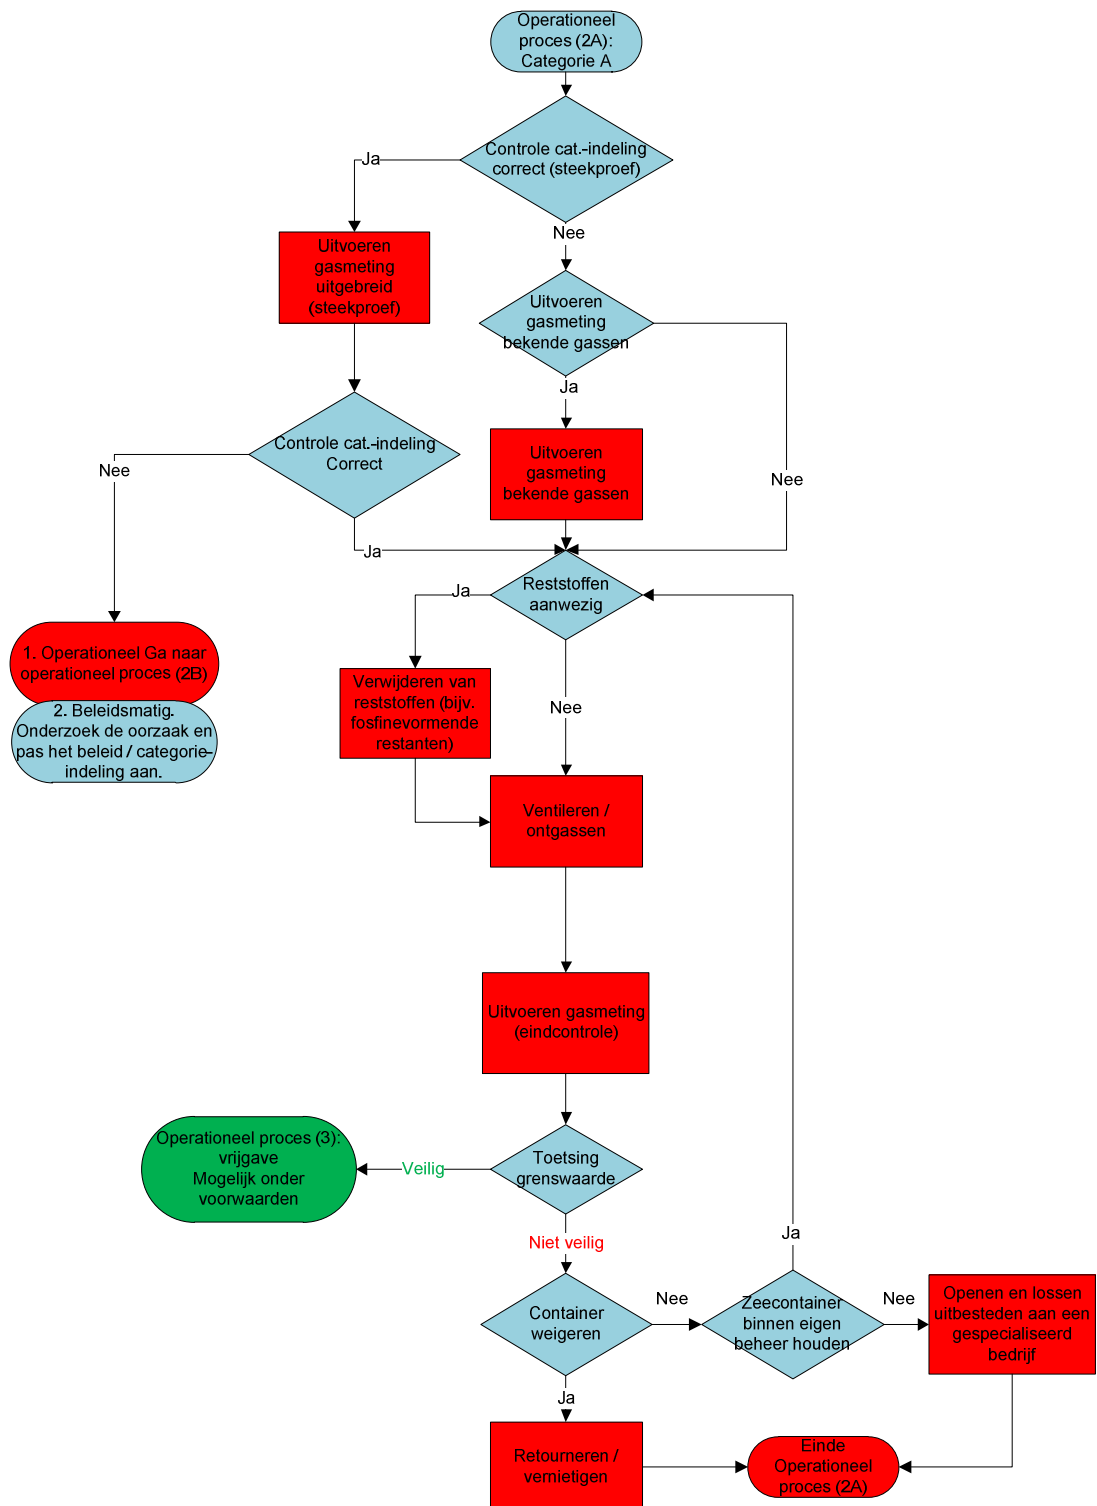 Operationeel
proces (2A):
Categorie A
Controle cat.-indeling
correct (steekproef)
Ja
Nee
Uitvoeren
gasmeting
uitgebreid
(steekproef)
Uitvoeren
gasmeting
bekende gassen
Ja
Nee
Controle cat.-indeling
Correct
Nee
Ja
Uitvoeren
gasmeting
bekende gassen
Reststoffen
aanwezig
Ja
Nee
1. Operationeel Ga naar
operationeel proces (2B)
2. Beleidsmatig.
Onderzoek de oorzaak en
pas het beleid / categorie-
indeling aan.
Verwijderen van
reststoffen (bijv.
fosfinevormende
restanten)
Ventileren /
ontgassen
Uitvoeren gasmeting
(eindcontrole)
Toetsing
grenswaarde
Veilig
Operationeel proces (3):
vrijgave
Mogelijk onder
voorwaarden
Niet veilig
Container
weigeren
Nee
Ja
Zeecontainer
binnen eigen
beheer houden
Ja
Nee
Openen en lossen
uitbesteden aan een
gespecialiseerd
bedrijf
Retourneren /
vernietigen
Einde
Operationeel
proces (2A)